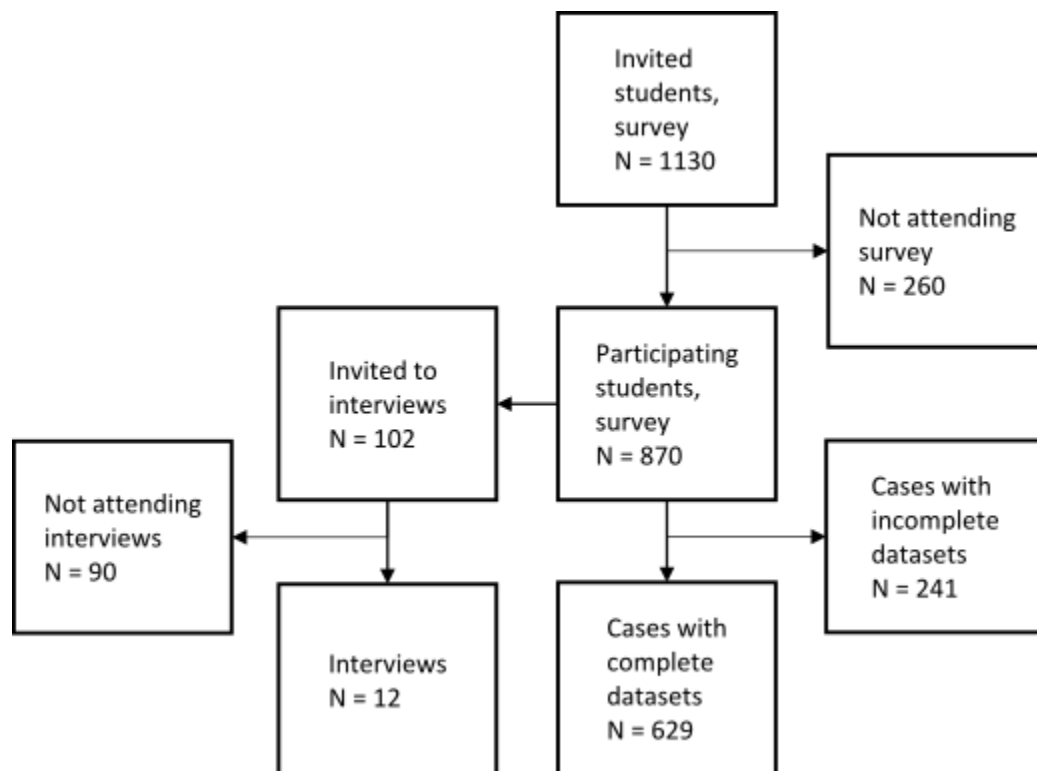 Invited
students,
survey
N = 1130
Not attending
survey
N = 260
Participating
students,
survey
N = 870
Invited to
interviews
N = 102
Not attending
interviews
N = 90
Cases with
incomplete
datasets
N = 241
Interviews
N = 12
Cases with
complete
datasets
N = 629